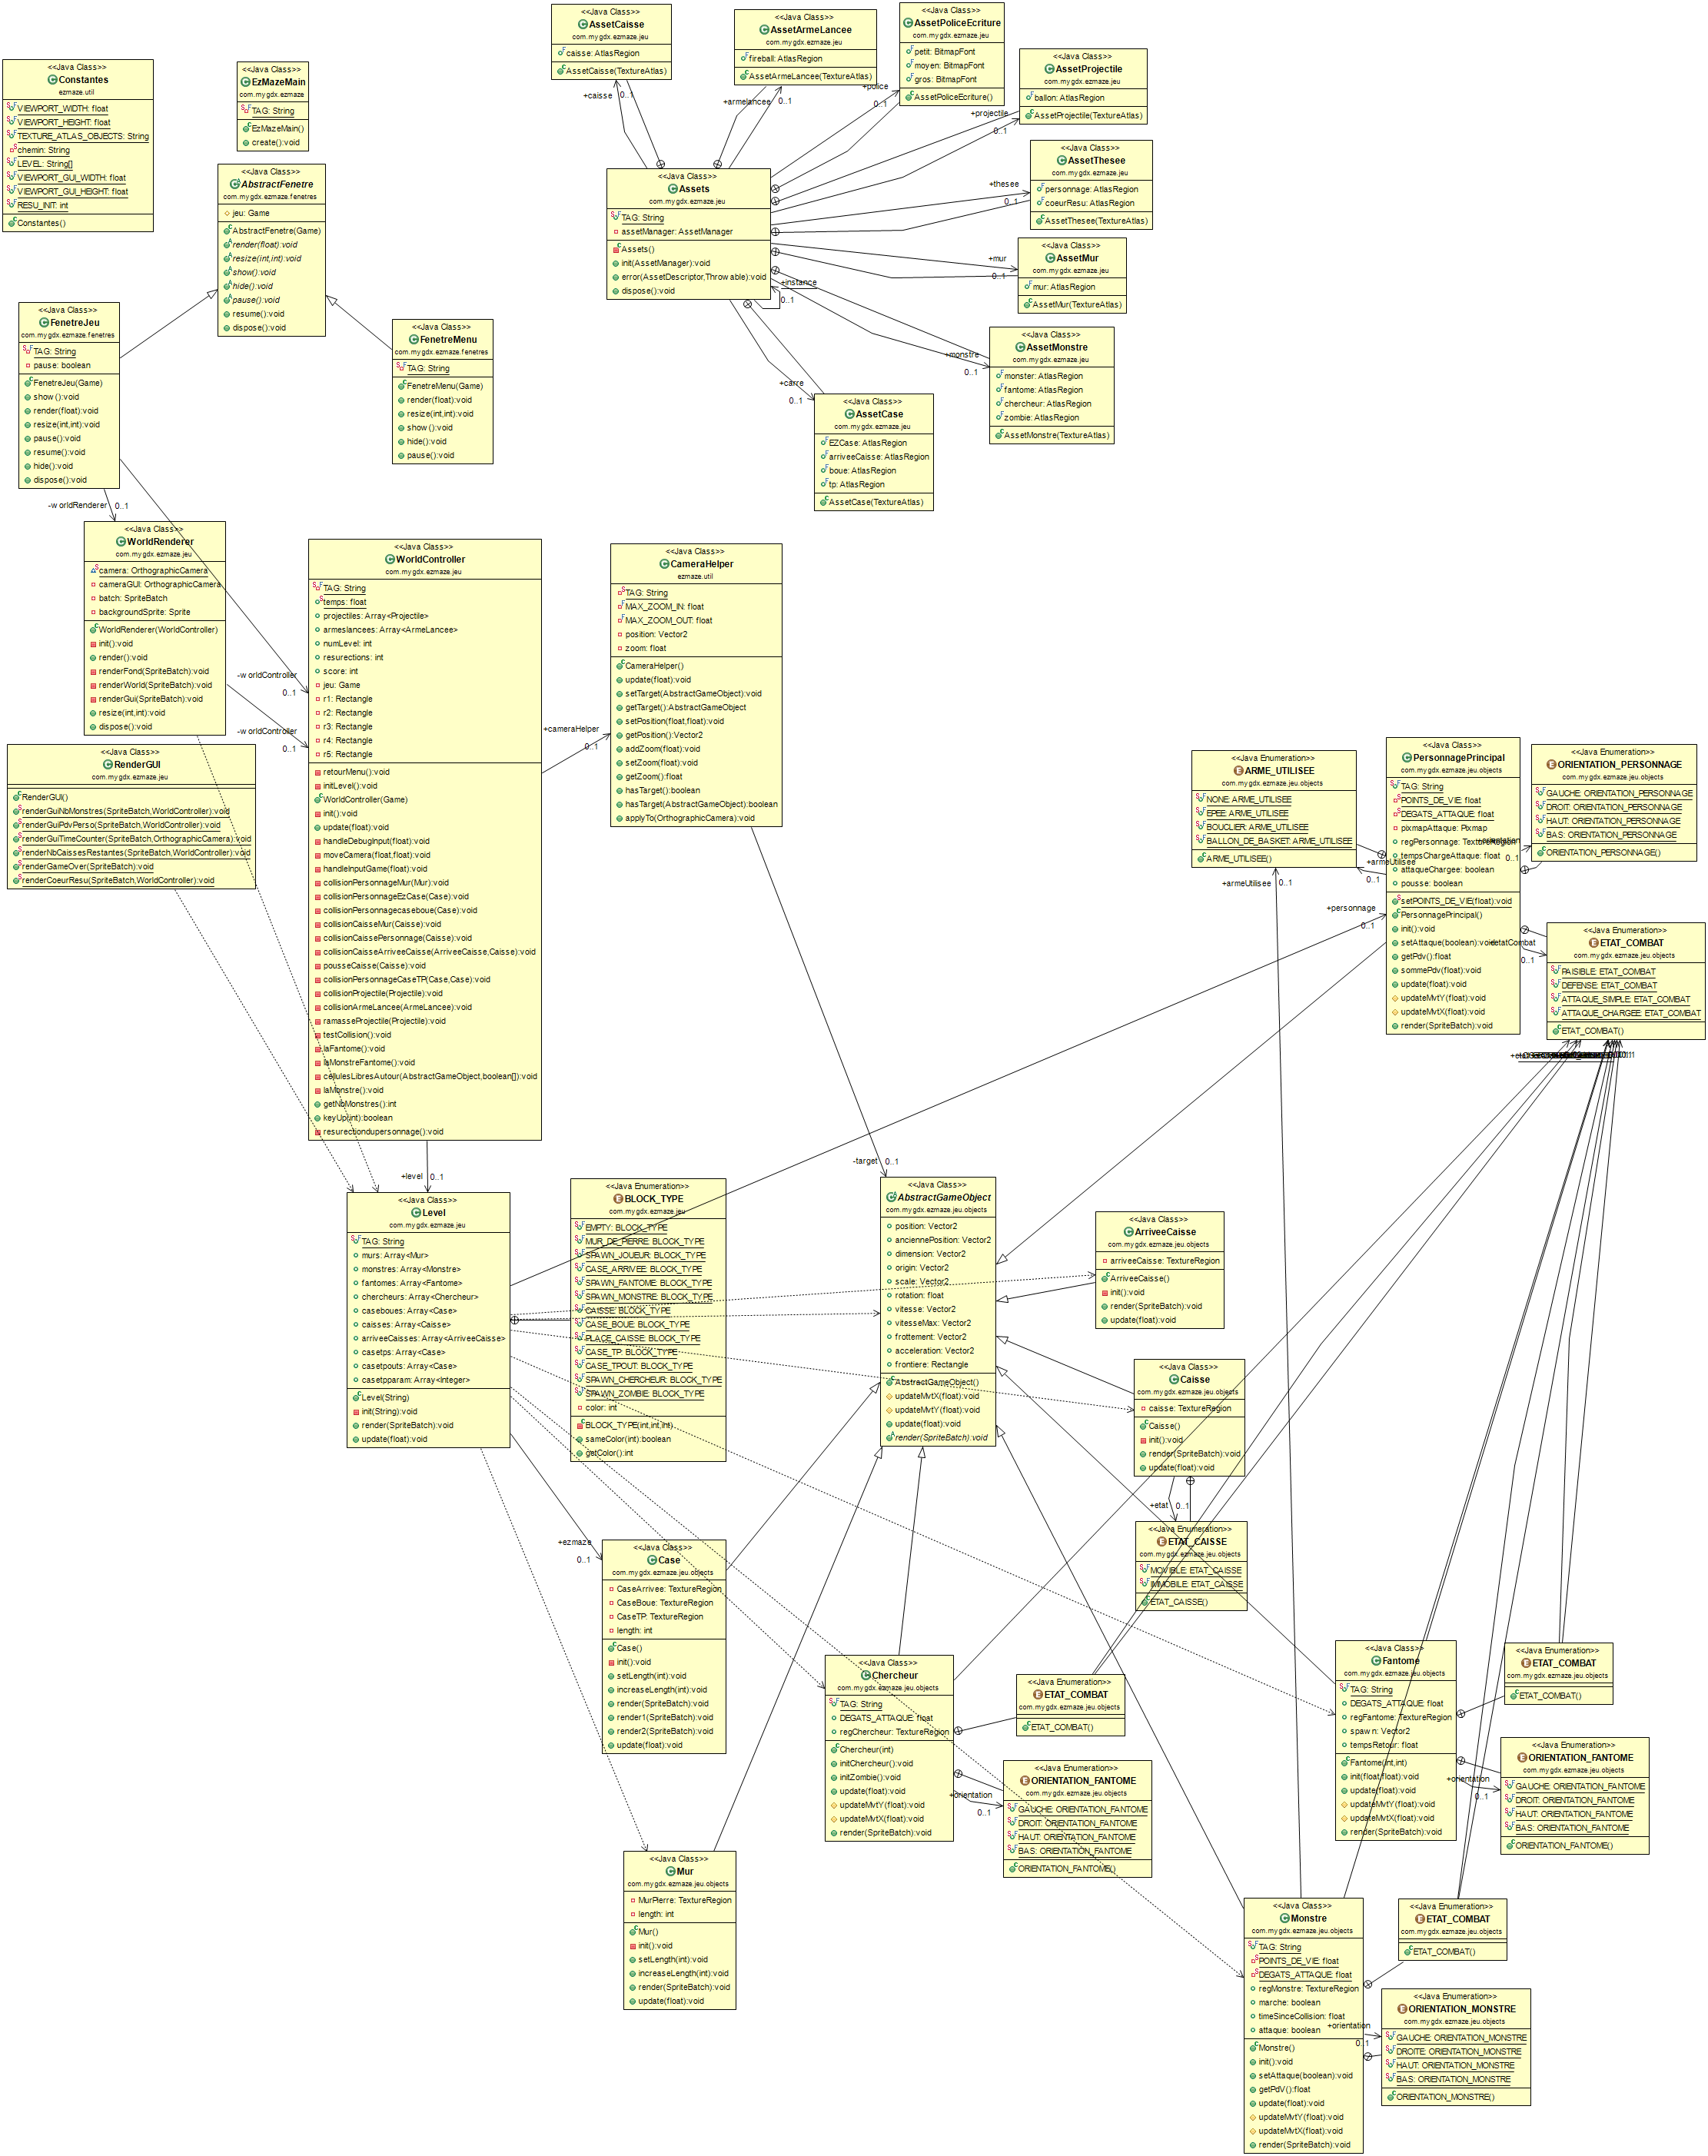 <<Java Class>>
AssetCaisse
com.mygdx.ezmaze.jeu
caisse: AtlasRegion
AssetCaisse(TextureAtlas)
<<Java Class>>
AssetArmeLancee
com.mygdx.ezmaze.jeu
fireball: AtlasRegion
AssetArmeLancee(TextureAtlas)
<<Java Class>>
AssetPoliceEcriture
com.mygdx.ezmaze.jeu
petit: BitmapFont
moyen: BitmapFont
gros: BitmapFont
AssetPoliceEcriture()
<<Java Class>>
AssetProjectile
com.mygdx.ezmaze.jeu
ballon: AtlasRegion
AssetProjectile(TextureAtlas)
<<Java Class>>
Constantes
ezmaze.util
VIEWPORT_WIDTH: float
VIEWPORT_HEIGHT: float
TEXTURE_ATLAS_OBJECTS: String
chemin: String
LEVEL: String[]
VIEWPORT_GUI_WIDTH: float
VIEWPORT_GUI_HEIGHT: float
RESU_INIT: int
Constantes()
<<Java Class>>
EzMazeMain
com.mygdx.ezmaze
TAG: String
EzMazeMain()
create():void
+caisse
0..1
+armelancee
0..1
+police
0..1
+projectile
0..1
<<Java Class>>
AssetThesee
com.mygdx.ezmaze.jeu
personnage: AtlasRegion
coeurResu: AtlasRegion
AssetThesee(TextureAtlas)
<<Java Class>>
AbstractFenetre
com.mygdx.ezmaze.fenetres
jeu: Game
AbstractFenetre(Game)
render(float):void
resize(int,int):void
show():void
hide():void
pause():void
resume():void
dispose():void
<<Java Class>>
Assets
com.mygdx.ezmaze.jeu
TAG: String
assetManager: AssetManager
Assets()
init(AssetManager):void
error(AssetDescriptor,Throwable):void
dispose():void
+thesee
0..1
+mur
0..1
+instance
0..1
<<Java Class>>
AssetMur
com.mygdx.ezmaze.jeu
mur: AtlasRegion
AssetMur(TextureAtlas)
<<Java Class>>
FenetreJeu
com.mygdx.ezmaze.fenetres
TAG: String
pause: boolean
FenetreJeu(Game)
show():void
render(float):void
resize(int,int):void
pause():void
resume():void
hide():void
dispose():void
<<Java Class>>
FenetreMenu
com.mygdx.ezmaze.fenetres
TAG: String
FenetreMenu(Game)
render(float):void
resize(int,int):void
show():void
hide():void
pause():void
+monstre
0..1
<<Java Class>>
AssetMonstre
com.mygdx.ezmaze.jeu
monster: AtlasRegion
fantome: AtlasRegion
chercheur: AtlasRegion
zombie: AtlasRegion
AssetMonstre(TextureAtlas)
+carre
0..1
<<Java Class>>
AssetCase
com.mygdx.ezmaze.jeu
EZCase: AtlasRegion
arriveeCaisse: AtlasRegion
boue: AtlasRegion
tp: AtlasRegion
AssetCase(TextureAtlas)
-worldRenderer
0..1
<<Java Class>>
WorldRenderer
com.mygdx.ezmaze.jeu
camera: OrthographicCamera
cameraGUI: OrthographicCamera
batch: SpriteBatch
backgroundSprite: Sprite
WorldRenderer(WorldController)
init():void
render():void
renderFond(SpriteBatch):void
renderWorld(SpriteBatch):void
renderGui(SpriteBatch):void
resize(int,int):void
dispose():void
-worldController
0..1
-worldController
0..1
<<Java Class>>
WorldController
com.mygdx.ezmaze.jeu
TAG: String
temps: float
projectiles: Array<Projectile>
armeslancees: Array<ArmeLancee>
numLevel: int
resurections: int
score: int
jeu: Game
r1: Rectangle
r2: Rectangle
r3: Rectangle
r4: Rectangle
r5: Rectangle
retourMenu():void
initLevel():void
WorldController(Game)
init():void
update(float):void
handleDebugInput(float):void
moveCamera(float,float):void
handleInputGame(float):void
collisionPersonnageMur(Mur):void
collisionPersonnageEzCase(Case):void
collisionPersonnagecaseboue(Case):void
collisionCaisseMur(Caisse):void
collisionCaissePersonnage(Caisse):void
collisionCaisseArriveeCaisse(ArriveeCaisse,Caisse):void
pousseCaisse(Caisse):void
collisionPersonnageCaseTP(Case,Case):void
collisionProjectile(Projectile):void
collisionArmeLancee(ArmeLancee):void
ramasseProjectile(Projectile):void
testCollision():void
IaFantome():void
IaMonstreFantome():void
cellulesLibresAutour(AbstractGameObject,boolean[]):void
IaMonstre():void
getNbMonstres():int
keyUp(int):boolean
resurectiondupersonnage():void
+cameraHelper
0..1
<<Java Class>>
CameraHelper
ezmaze.util
TAG: String
MAX_ZOOM_IN: float
MAX_ZOOM_OUT: float
position: Vector2
zoom: float
CameraHelper()
update(float):void
setTarget(AbstractGameObject):void
getTarget():AbstractGameObject
setPosition(float,float):void
getPosition():Vector2
addZoom(float):void
setZoom(float):void
getZoom():float
hasTarget():boolean
hasTarget(AbstractGameObject):boolean
applyTo(OrthographicCamera):void
<<Java Class>>
RenderGUI
com.mygdx.ezmaze.jeu
RenderGUI()
renderGuiNbMonstres(SpriteBatch,WorldController):void
renderGuiPdvPerso(SpriteBatch,WorldController):void
renderGuiTimeCounter(SpriteBatch,OrthographicCamera):void
renderNbCaissesRestantes(SpriteBatch,WorldController):void
renderGameOver(SpriteBatch):void
renderCoeurResu(SpriteBatch,WorldController):void
<<Java Enumeration>>
ARME_UTILISEE
com.mygdx.ezmaze.jeu.objects
NONE: ARME_UTILISEE
EPEE: ARME_UTILISEE
BOUCLIER: ARME_UTILISEE
BALLON_DE_BASKET: ARME_UTILISEE
ARME_UTILISEE()
+armeUtilisee
0..1
<<Java Class>>
PersonnagePrincipal
com.mygdx.ezmaze.jeu.objects
TAG: String
POINTS_DE_VIE: float
DEGATS_ATTAQUE: float
pixmapAttaque: Pixmap
regPersonnage: TextureRegion
tempsChargeAttaque: float
attaqueChargee: boolean
pousse: boolean
setPOINTS_DE_VIE(float):void
PersonnagePrincipal()
init():void
setAttaque(boolean):void
getPdv():float
sommePdv(float):void
update(float):void
updateMvtY(float):void
updateMvtX(float):void
render(SpriteBatch):void
+armeUtilisee
0..1
+orientation
0..1
<<Java Enumeration>>
ORIENTATION_PERSONNAGE
com.mygdx.ezmaze.jeu.objects
GAUCHE: ORIENTATION_PERSONNAGE
DROIT: ORIENTATION_PERSONNAGE
HAUT: ORIENTATION_PERSONNAGE
BAS: ORIENTATION_PERSONNAGE
ORIENTATION_PERSONNAGE()
+personnage
0..1
0..1
<<Java Enumeration>>
ETAT_COMBAT
com.mygdx.ezmaze.jeu.objects
PAISIBLE: ETAT_COMBAT
DEFENSE: ETAT_COMBAT
ATTAQUE_SIMPLE: ETAT_COMBAT
ATTAQUE_CHARGEE: ETAT_COMBAT
ETAT_COMBAT()
+level
0..1
<<Java Class>>
Level
com.mygdx.ezmaze.jeu
TAG: String
murs: Array<Mur>
monstres: Array<Monstre>
fantomes: Array<Fantome>
chercheurs: Array<Chercheur>
caseboues: Array<Case>
caisses: Array<Caisse>
arriveeCaisses: Array<ArriveeCaisse>
casetps: Array<Case>
casetpouts: Array<Case>
casetpparam: Array<Integer>
Level(String)
init(String):void
render(SpriteBatch):void
update(float):void
<<Java Enumeration>>
BLOCK_TYPE
com.mygdx.ezmaze.jeu
EMPTY: BLOCK_TYPE
MUR_DE_PIERRE: BLOCK_TYPE
SPAWN_JOUEUR: BLOCK_TYPE
CASE_ARRIVEE: BLOCK_TYPE
SPAWN_FANTOME: BLOCK_TYPE
SPAWN_MONSTRE: BLOCK_TYPE
CAISSE: BLOCK_TYPE
CASE_BOUE: BLOCK_TYPE
PLACE_CAISSE: BLOCK_TYPE
CASE_TP: BLOCK_TYPE
CASE_TPOUT: BLOCK_TYPE
SPAWN_CHERCHEUR: BLOCK_TYPE
SPAWN_ZOMBIE: BLOCK_TYPE
color: int
BLOCK_TYPE(int,int,int)
sameColor(int):boolean
getColor():int
-target
0..1
<<Java Class>>
AbstractGameObject
com.mygdx.ezmaze.jeu.objects
position: Vector2
anciennePosition: Vector2
dimension: Vector2
origin: Vector2
scale: Vector2
rotation: float
vitesse: Vector2
vitesseMax: Vector2
frottement: Vector2
acceleration: Vector2
frontiere: Rectangle
AbstractGameObject()
updateMvtX(float):void
updateMvtY(float):void
update(float):void
render(SpriteBatch):void
<<Java Class>>
ArriveeCaisse
com.mygdx.ezmaze.jeu.objects
arriveeCaisse: TextureRegion
ArriveeCaisse()
init():void
render(SpriteBatch):void
update(float):void
<<Java Class>>
Caisse
com.mygdx.ezmaze.jeu.objects
caisse: TextureRegion
Caisse()
init():void
render(SpriteBatch):void
update(float):void
+etat
0..1
<<Java Enumeration>>
ETAT_CAISSE
com.mygdx.ezmaze.jeu.objects
MOVIBLE: ETAT_CAISSE
IMMOBILE: ETAT_CAISSE
ETAT_CAISSE()
+ezmaze
0..1
<<Java Class>>
Case
com.mygdx.ezmaze.jeu.objects
CaseArrivee: TextureRegion
CaseBoue: TextureRegion
CaseTP: TextureRegion
length: int
Case()
init():void
setLength(int):void
increaseLength(int):void
render(SpriteBatch):void
render1(SpriteBatch):void
render2(SpriteBatch):void
update(float):void
<<Java Class>>
Chercheur
com.mygdx.ezmaze.jeu.objects
TAG: String
DEGATS_ATTAQUE: float
regChercheur: TextureRegion
Chercheur(int)
initChercheur():void
initZombie():void
update(float):void
updateMvtY(float):void
updateMvtX(float):void
render(SpriteBatch):void
<<Java Enumeration>>
ETAT_COMBAT
com.mygdx.ezmaze.jeu.objects
ETAT_COMBAT()
+orientation
0..1
<<Java Enumeration>>
ORIENTATION_FANTOME
com.mygdx.ezmaze.jeu.objects
GAUCHE: ORIENTATION_FANTOME
DROIT: ORIENTATION_FANTOME
HAUT: ORIENTATION_FANTOME
BAS: ORIENTATION_FANTOME
ORIENTATION_FANTOME()
<<Java Class>>
Fantome
com.mygdx.ezmaze.jeu.objects
TAG: String
DEGATS_ATTAQUE: float
regFantome: TextureRegion
spawn: Vector2
tempsRetour: float
Fantome(int,int)
init(float,float):void
update(float):void
updateMvtY(float):void
updateMvtX(float):void
render(SpriteBatch):void
<<Java Enumeration>>
ETAT_COMBAT
com.mygdx.ezmaze.jeu.objects
ETAT_COMBAT()
+orientation
0..1
<<Java Enumeration>>
ORIENTATION_FANTOME
com.mygdx.ezmaze.jeu.objects
GAUCHE: ORIENTATION_FANTOME
DROIT: ORIENTATION_FANTOME
HAUT: ORIENTATION_FANTOME
BAS: ORIENTATION_FANTOME
ORIENTATION_FANTOME()
<<Java Class>>
Mur
com.mygdx.ezmaze.jeu.objects
MurPierre: TextureRegion
length: int
Mur()
init():void
setLength(int):void
increaseLength(int):void
render(SpriteBatch):void
update(float):void
<<Java Class>>
Monstre
com.mygdx.ezmaze.jeu.objects
TAG: String
POINTS_DE_VIE: float
DEGATS_ATTAQUE: float
regMonstre: TextureRegion
marche: boolean
timeSinceCollision: float
attaque: boolean
Monstre()
init():void
setAttaque(boolean):void
getPdV():float
update(float):void
updateMvtY(float):void
updateMvtX(float):void
render(SpriteBatch):void
<<Java Enumeration>>
ETAT_COMBAT
com.mygdx.ezmaze.jeu.objects
ETAT_COMBAT()
+orientation
0..1
<<Java Enumeration>>
ORIENTATION_MONSTRE
com.mygdx.ezmaze.jeu.objects
GAUCHE: ORIENTATION_MONSTRE
DROITE: ORIENTATION_MONSTRE
HAUT: ORIENTATION_MONSTRE
BAS: ORIENTATION_MONSTRE
ORIENTATION_MONSTRE()